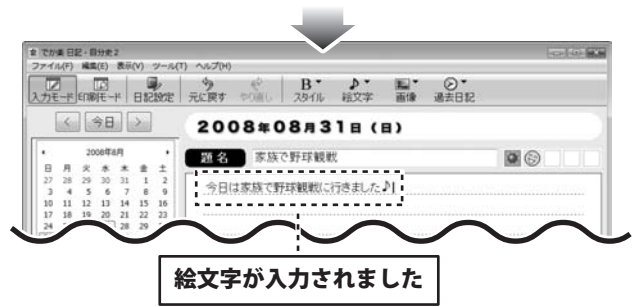 でか楽日記・自分史2
ファイル(F) 編集(E) 表示(V) ツール(T) ヘルプ(H)
入力モード 印刷モード 日記設定 元に戻す やり直し スタイル 絵文字 画像 過去日記
今日 2008年08月31日(日)
2008年8月
題名 家族で野球観戦
日 月 火 水 木 金 土
27 28 29 30 31 1 2
今日は家族で野球観戦に行きました♪
3 4 5 6 7 8 9
10 11 12 13 14 15 16
17 18 19 20 21 22 23
24 28 29
絵文字が入力されました